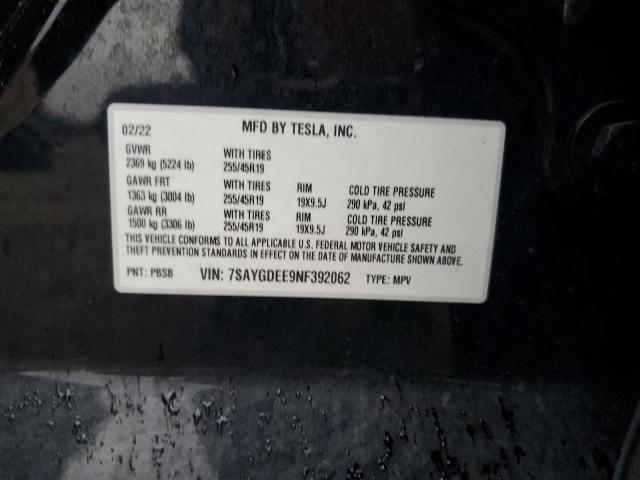 02/22 MFD BY TESLA, INC.
GVWR WITH TIRES
2369 kg (5224 lb) 255/45R19
GAWR FRT WITH TIRES RIM COLD TIRE PRESSURE
1363 kg (3004 lb) 255/45R19 19X9.5J 290 kPa, 42 psi
GAWR RR WITH TIRES RIM COLD TIRE PRESSURE
1500 kg (3306 lb) 255/45R19 19X9.5J 290 kPa, 42 psi
THIS VEHICLE CONFORMS TO ALL APPLICABLE U.S. FEDERAL MOTOR VEHICLE SAFETY AND
THEFT PREVENTION STANDARDS IN EFFECT ON THE DATE OF MANUFACTURE SHOWN ABOVE.
PNT: PBSB VIN: 7SAYGDEE9NF392062 TYPE: MPV